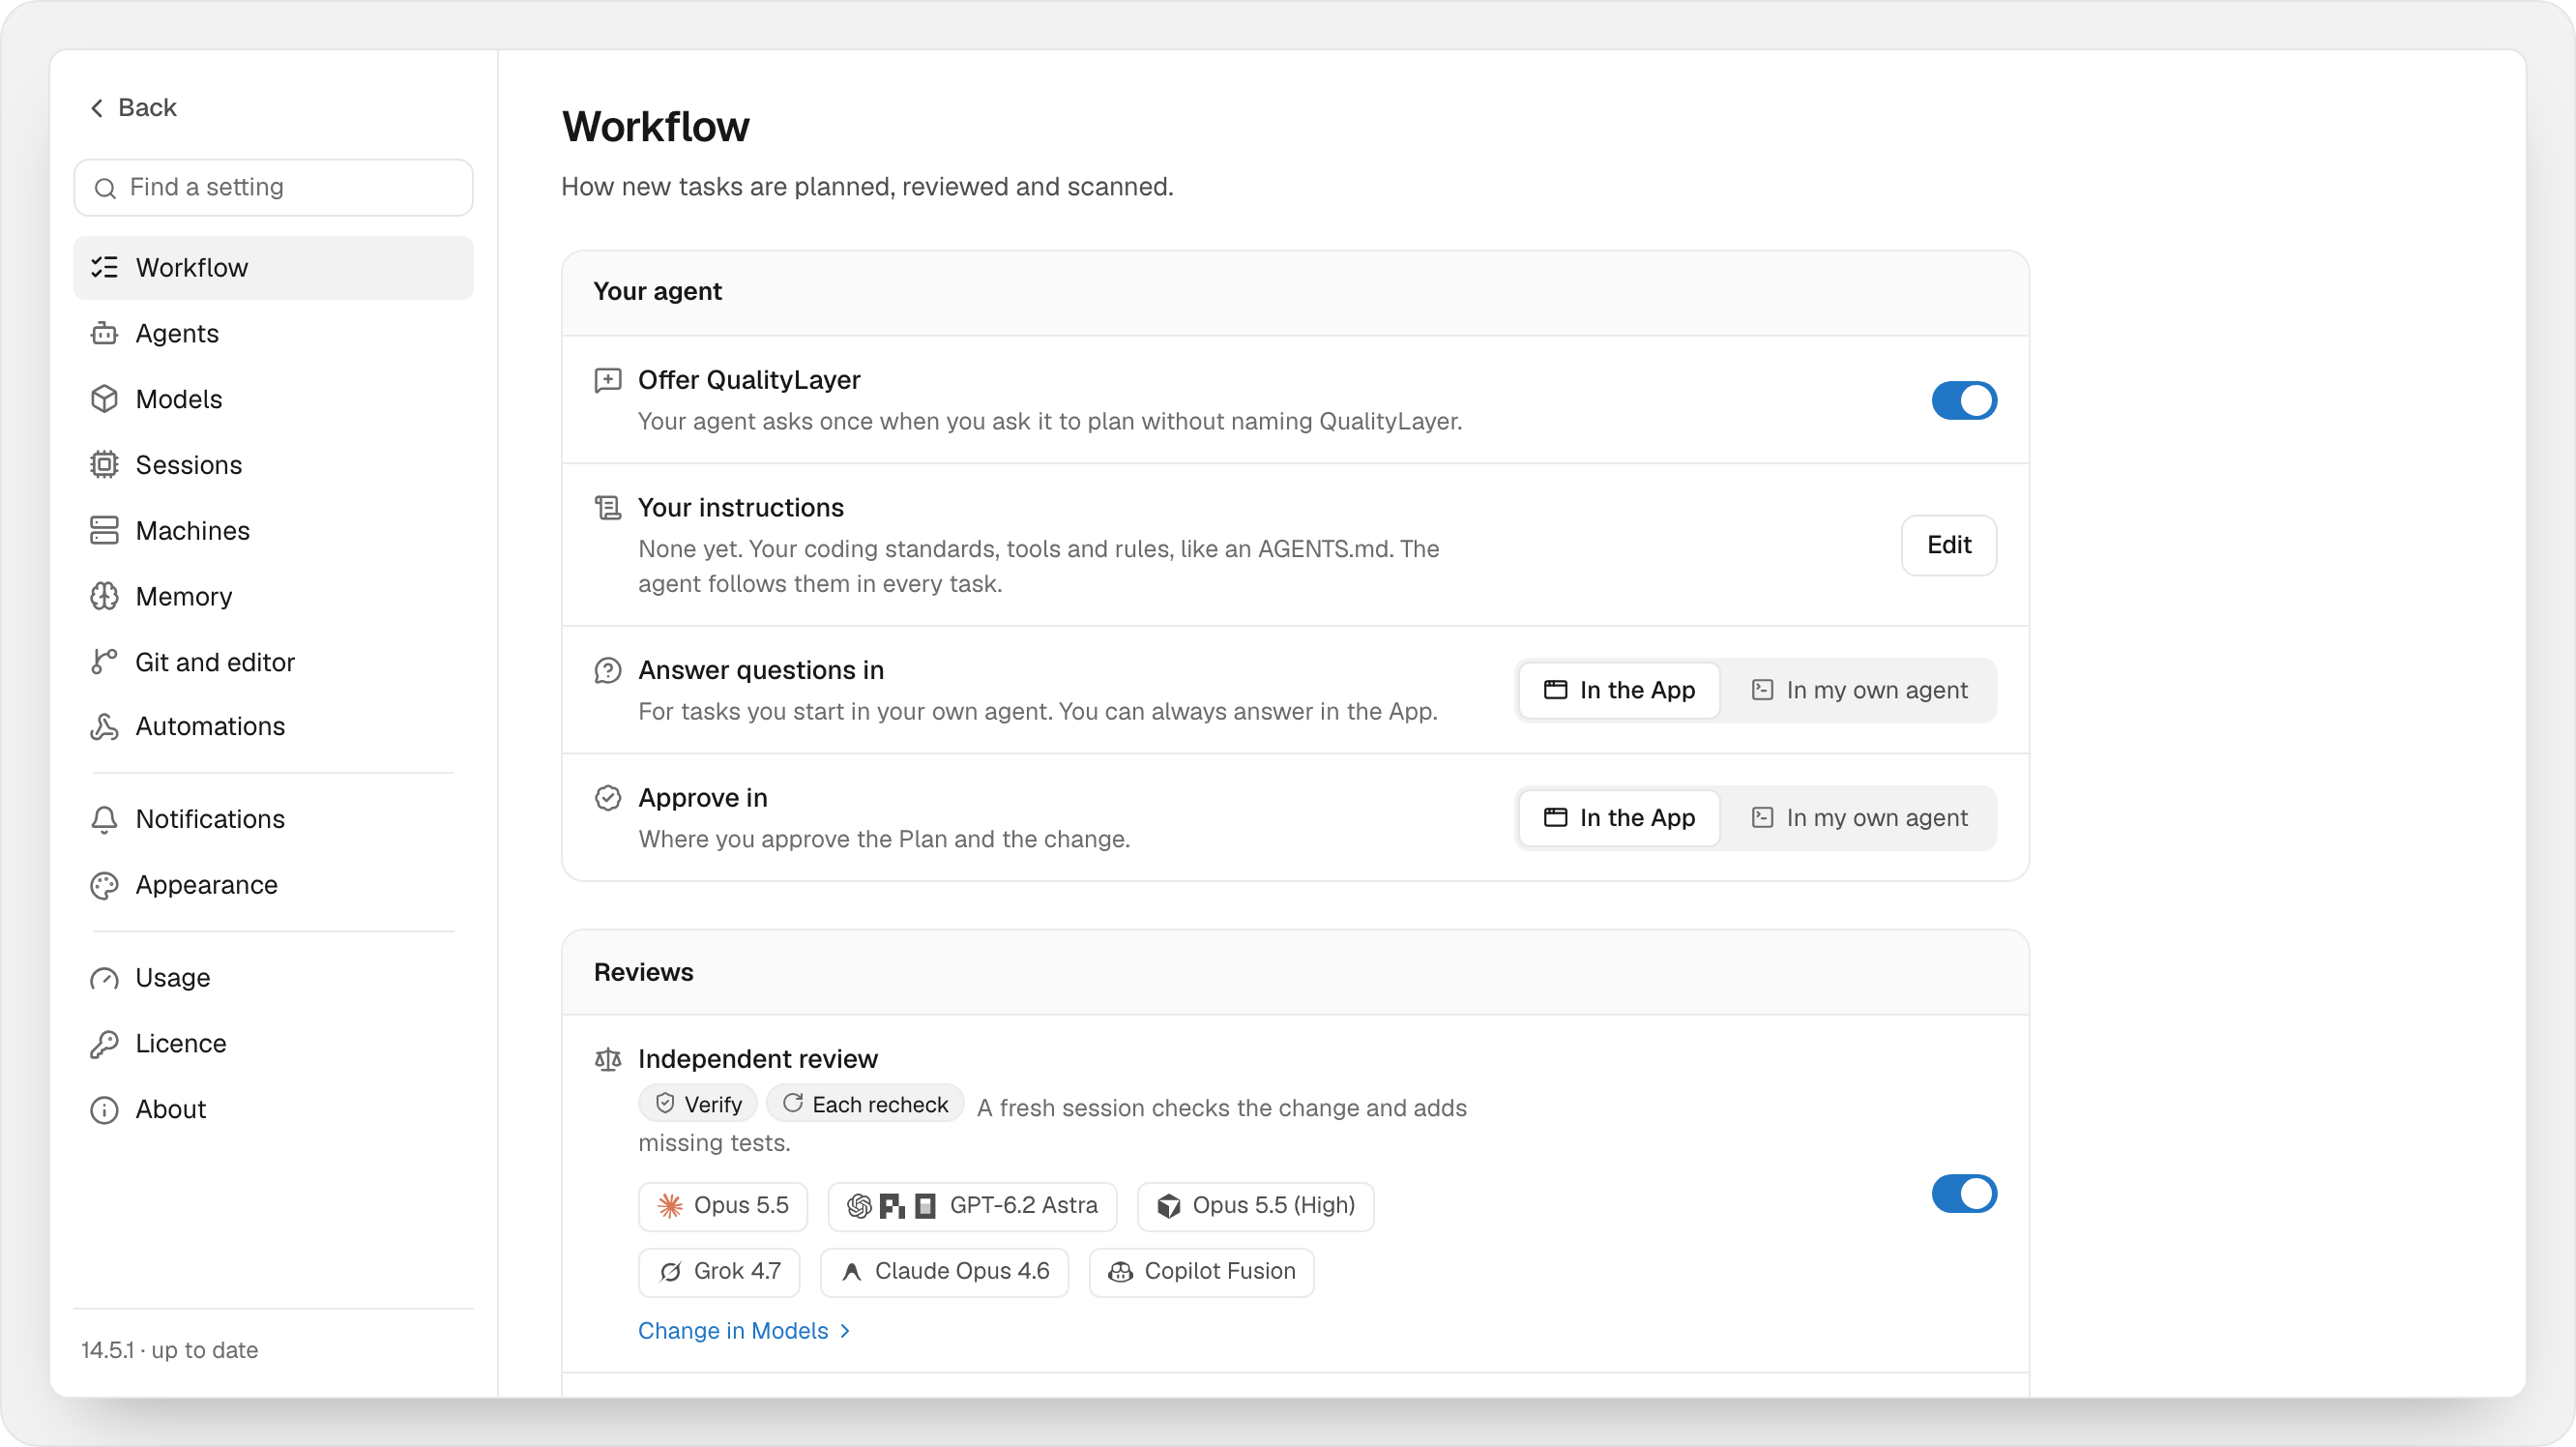 Back
Find a setting
Workflow
Agents
Models
Sessions
Machines
Memory
Git and editor
Automations
Notifications
Appearance
Usage
Licence
About
14.5.1 · up to date
Workflow
How new tasks are planned, reviewed and scanned.
Your agent
Offer QualityLayer
Your agent asks once when you ask it to plan without naming QualityLayer.
Your instructions
None yet. Your coding standards, tools and rules, like an AGENTS.md. The
agent follows them in every task.
Edit
Answer questions in
For tasks you start in your own agent. You can always answer in the App.
In the App In my own agent
Approve in
Where you approve the Plan and the change.
In the App In my own agent
Reviews
Independent review
Verify Each recheck A fresh session checks the change and adds
missing tests.
Opus 5.5 GPT-6.2 Astra Opus 5.5 (High)
Grok 4.7 Claude Opus 4.6 Copilot Fusion
Change in Models